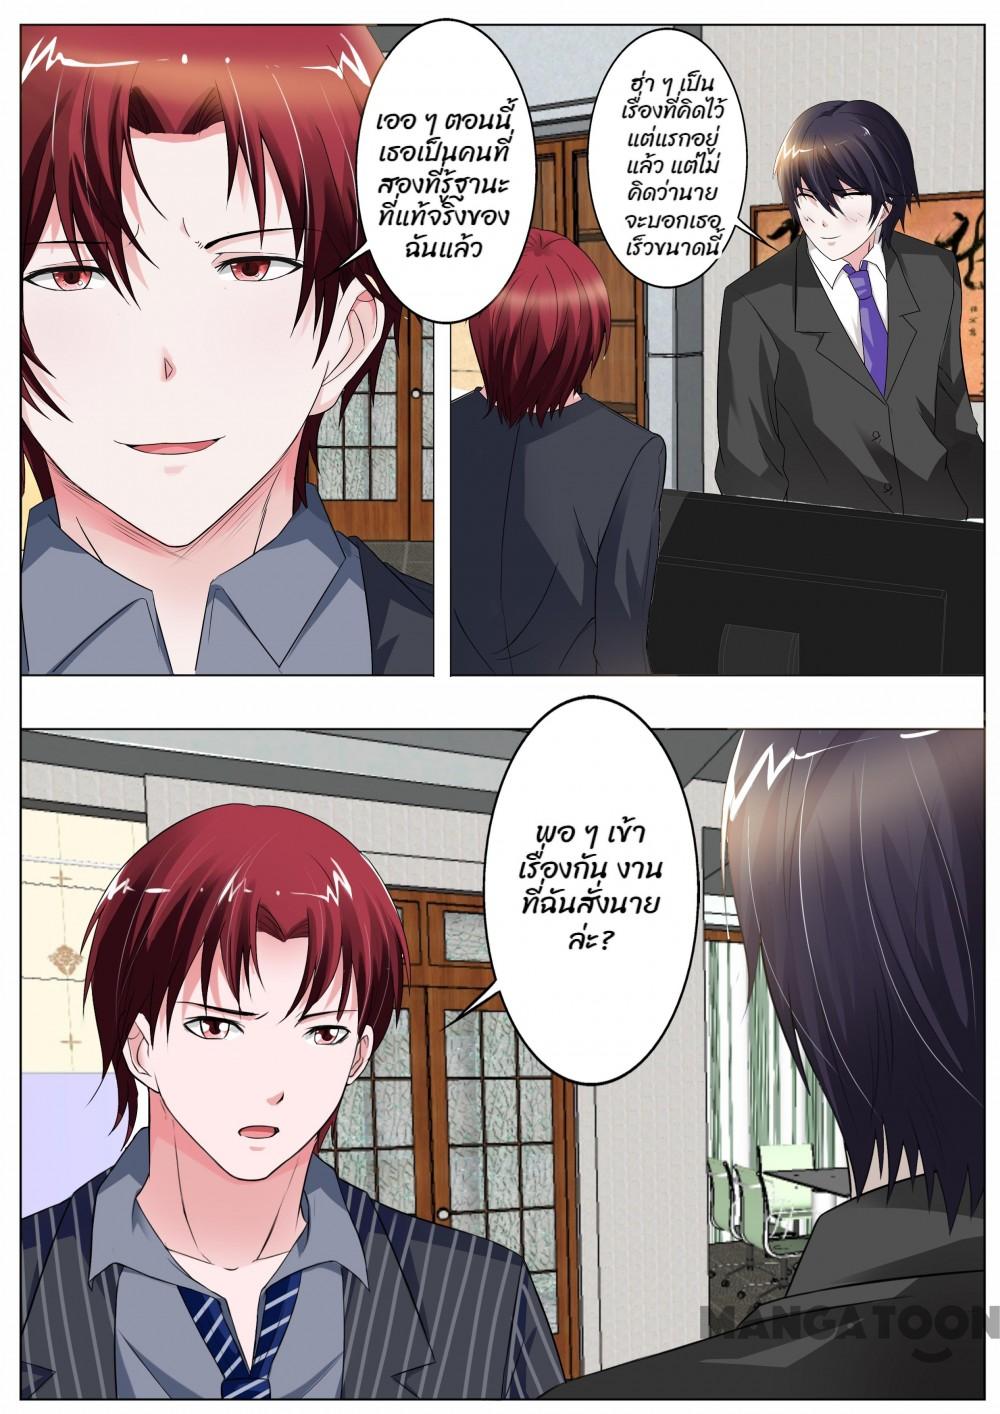 เออ ๆ ตอนนี้
เธอเป็นคนที่
สองที่รู้ฐานะ
ที่แท้จริงของ
ฉันแล้ว
ฮ่า ๆ เป็น
เรื่องที่คิดไว้
แต่แรกอยู่
แล้ว แต่ไม่
คิดว่านาย
จะบอกเธอ
เร็วขนาดนี้
พอ ๆ เข้า
เรื่องกัน งาน
ที่ฉันสั่งนาย
ล่ะ?
MANGATOON